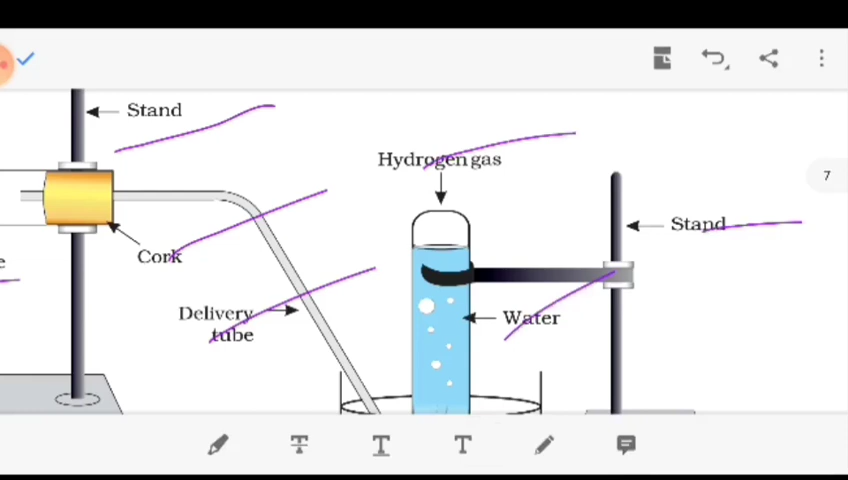 Stand
Hydrogen gas
7
Stand
Cork
e
Delivery
tube
Water